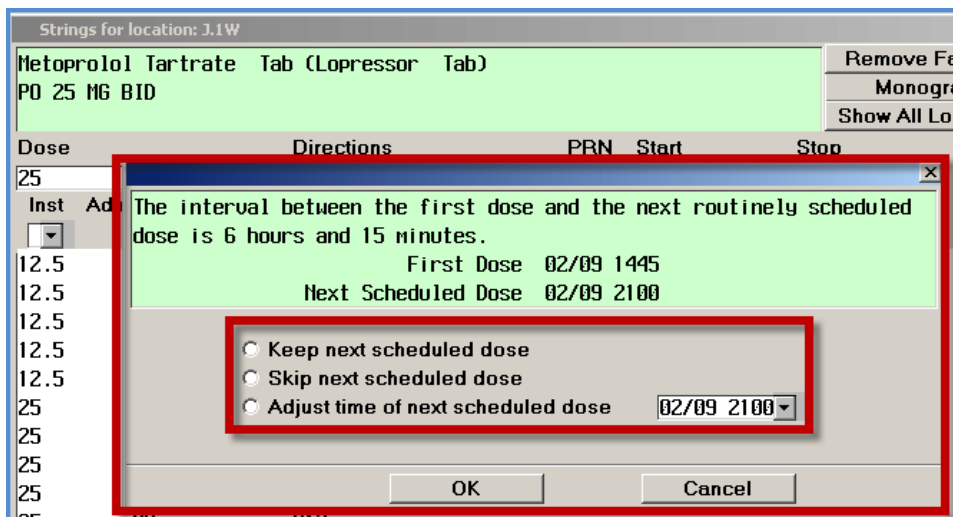 Strings for location: J.1W
Metoprolol Tartrate Tab (Lopressor Tab)
PO 25 MG BID
Remove Fa
Monogra
Show All Lo
Dose Directions PRN Start Stop
25
Inst Ad
The interval between the first dose and the next routinely scheduled
dose is 6 hours and 15 minutes.
First Dose 02/09 1445
Next Scheduled Dose 02/09 2100
12.5
12.5
12.5
12.5
12.5
25
25
25
25
Keep next scheduled dose
Skip next scheduled dose
Adjust time of next scheduled dose 02/09 2100
OK Cancel